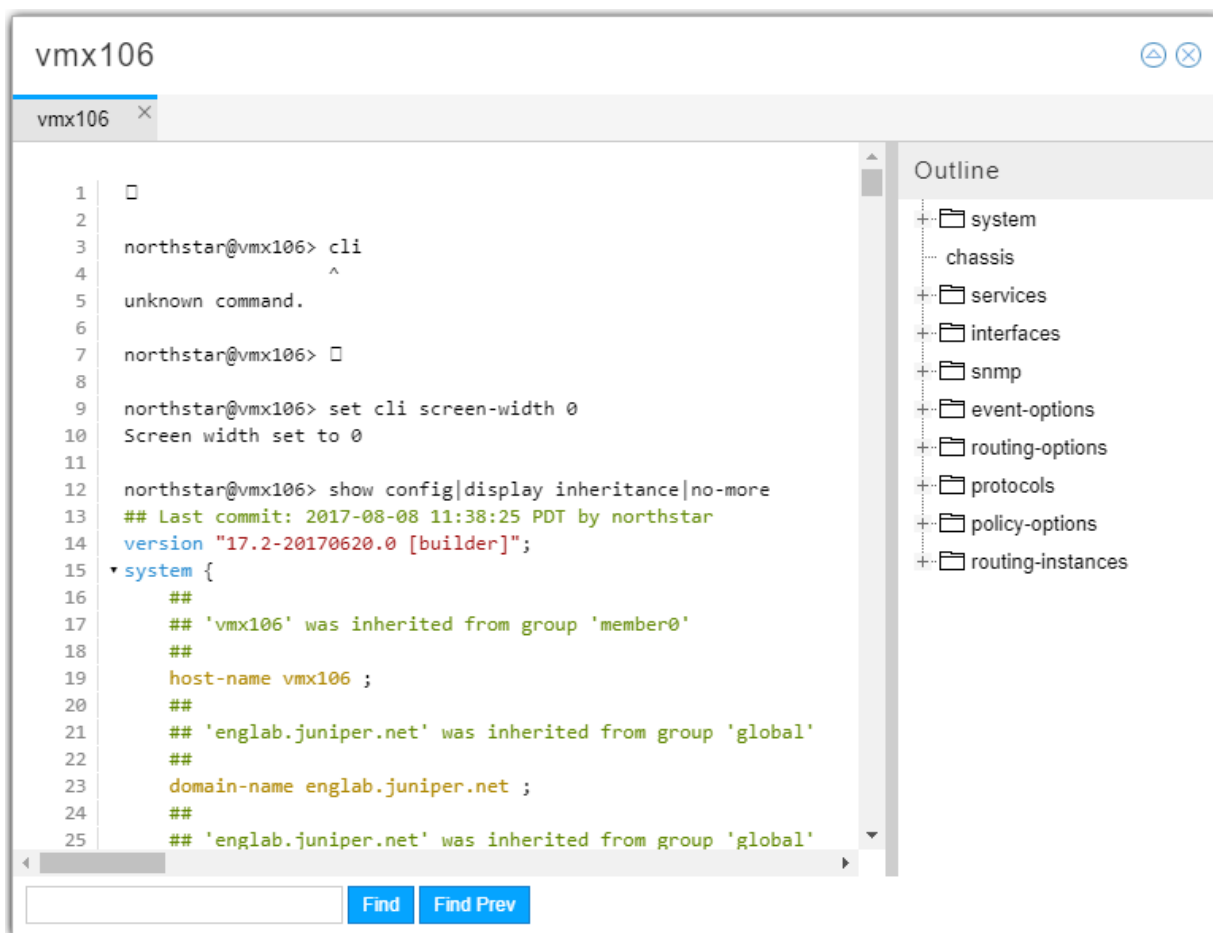 vmx106
vmx106
1 □
2
3 northstar@vmx106> cli
4 ^
5 unknown command.
6
7 northstar@vmx106> □
8
9 northstar@vmx106> set cli screen-width 0
10 Screen width set to 0
11
12 northstar@vmx106> show config|display inheritance|no-more
13 ## Last commit: 2017-08-08 11:38:25 PDT by northstar
14 version "17.2-20170620.0 [builder]";
15 system {
16 ##
17 ## 'vmx106' was inherited from group 'member0'
18 ##
19 host-name vmx106 ;
20 ##
21 ## 'englab.juniper.net' was inherited from group 'global'
22 ##
23 domain-name englab.juniper.net ;
24 ##
25 ## 'englab.juniper.net' was inherited from group 'global'
Outline
system
chassis
services
interfaces
snmp
event-options
routing-options
protocols
policy-options
routing-instances
Find
Find Prev